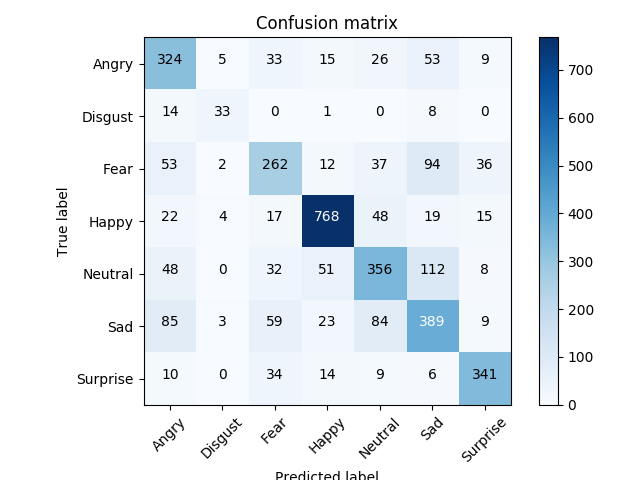 Confusion matrix
True label
Angry 324 5 33 15 26 53 9
Disgust 14 33 0 1 0 8 0
Fear 53 2 262 12 37 94 36
Happy 22 4 17 768 48 19 15
Neutral 48 0 32 51 356 112 8
Sad 85 3 59 23 84 389 9
Surprise 10 0 34 14 9 6 341
Angry Disgust Fear Happy Neutral Sad Surprise
Predicted label
700
600
500
400
300
200
100
0